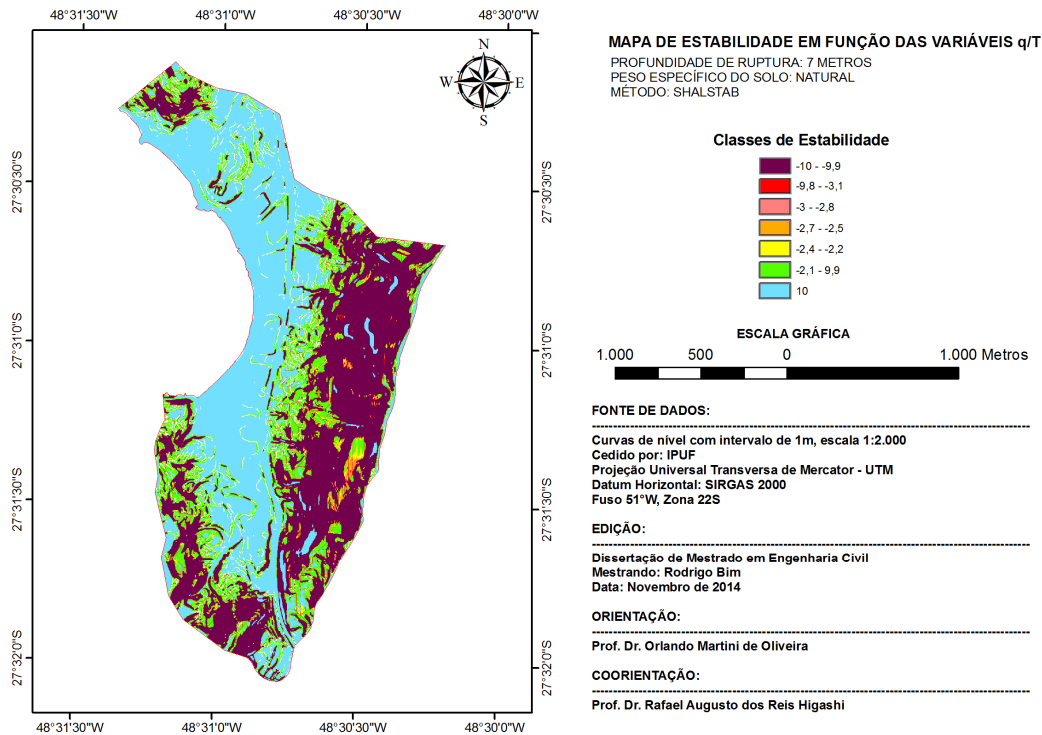 48°31'30"W 48°31'0"W 48°30'30"W 48°30'0"W
N
W E
S
27°30'30"S
27°31'0"S
27°31'30"S
27°32'0"S
27°30'30"S
27°31'0"S
27°31'30"S
27°32'0"S
48°31'30"W 48°31'0"W 48°30'30"W 48°30'0"W
MAPA DE ESTABILIDADE EM FUNÇÃO DAS VARIÁVEIS q/T
PROFUNDIDADE DE RUPTURA: 7 METROS
PESO ESPECÍFICO DO SOLO: NATURAL
MÉTODO: SHALSTAB
Classes de Estabilidade
-10 - -9,9
-9,8 - -3,1
-3 - -2,8
-2,7 - -2,5
-2,4 - -2,2
-2,1 - 9,9
10
ESCALA GRÁFICA
1.000 500 0 1.000 Metros
FONTE DE DADOS:
Curvas de nível com intervalo de 1m, escala 1:2.000
Cedido por: IPUF
Projeção Universal Transversa de Mercator - UTM
Datum Horizontal: SIRGAS 2000
Fuso 51°W, Zona 22S
EDIÇÃO:
Dissertação de Mestrado em Engenharia Civil
Mestrando: Rodrigo Bim
Data: Novembro de 2014
ORIENTAÇÃO:
Prof. Dr. Orlando Martini de Oliveira
COORIENTAÇÃO:
Prof. Dr. Rafael Augusto dos Reis Higashi